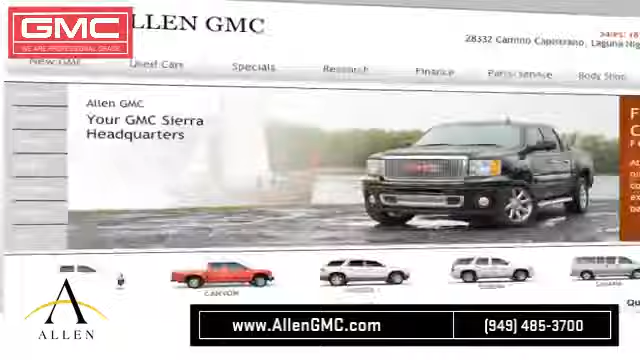 GMC
WE ARE PROFESSIONAL GRADE
ALLEN GMC
28332 Camino Capistrano, Laguna Nig
New GMC Used Cars Specials Research Finance Parts-Service Body Shop
Allen GMC
Your GMC Sierra
Headquarters
CANYON
ALLEN
www.AllenGMC.com
(949) 485-3700